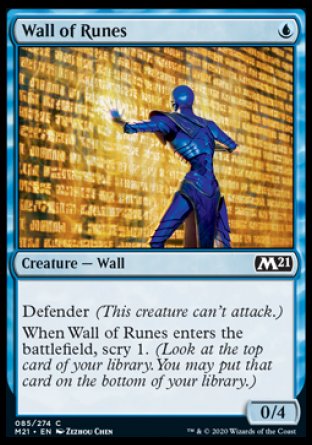 Wall of Runes
Creature — Wall
M21
Defender (This creature can't attack.)
When Wall of Runes enters the
battlefield, scry 1. (Look at the top
card of your library. You may put that
card on the bottom of your library.)
0/4
085/274 C
M21 • EN ZEZHOU CHEN
™ & © 2020 Wizards of the Coast